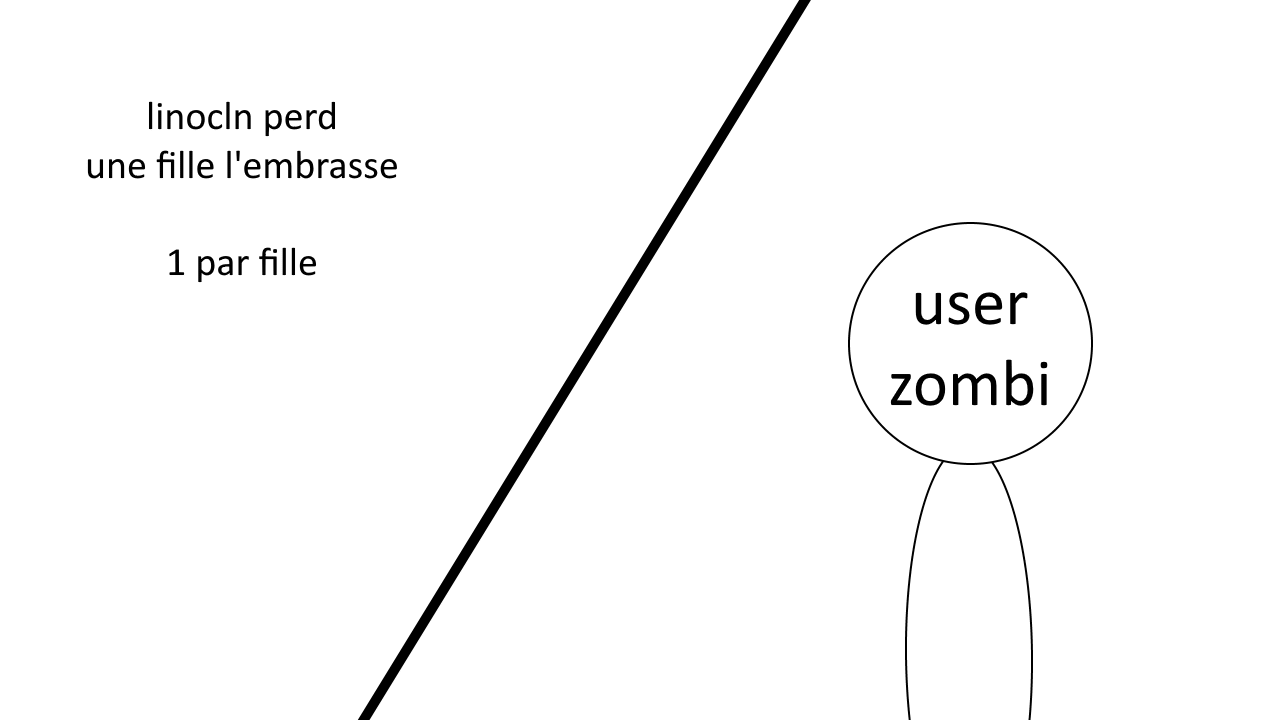 linocln perd
une fille l'embrasse
1 par fille
user
zombi